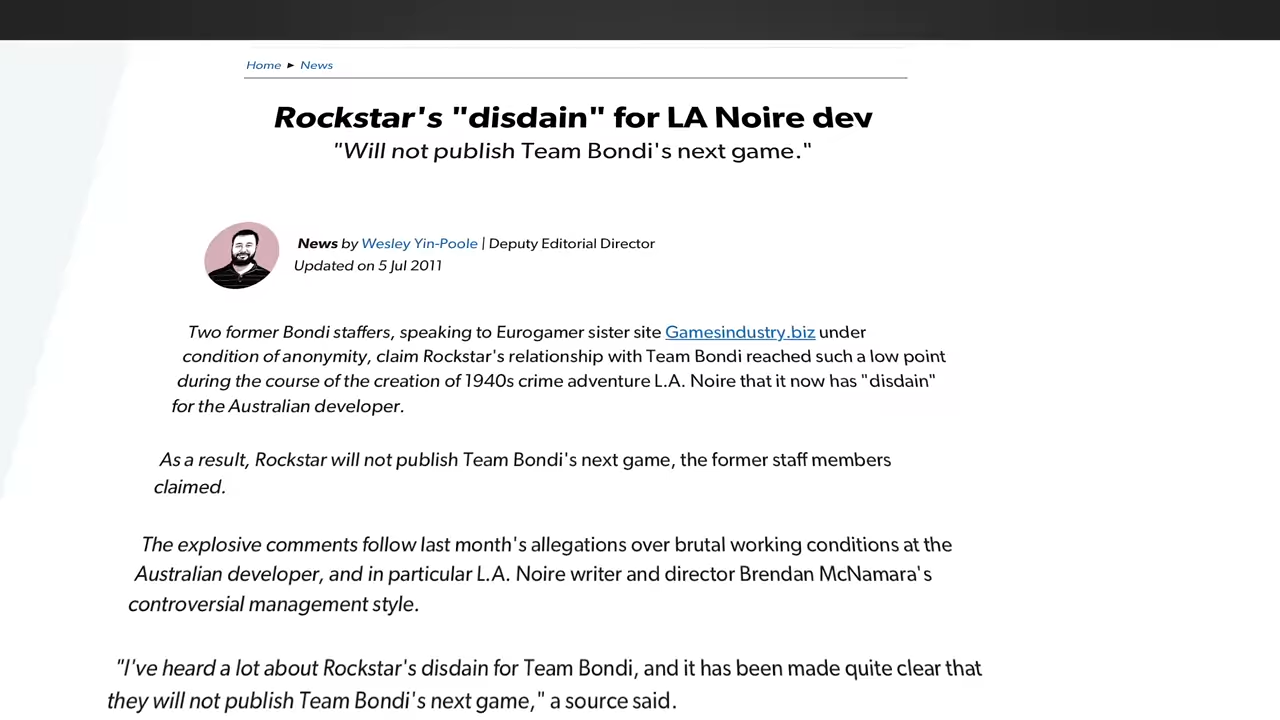 Home ► News
Rockstar's "disdain" for LA Noire dev
"Will not publish Team Bondi's next game."
News by Wesley Yin-Poole | Deputy Editorial Director
Updated on 5 Jul 2011
Two former Bondi staffers, speaking to Eurogamer sister site Gamesindustry.biz under
condition of anonymity, claim Rockstar's relationship with Team Bondi reached such a low point
during the course of the creation of 1940s crime adventure L.A. Noire that it now has "disdain"
for the Australian developer.
As a result, Rockstar will not publish Team Bondi's next game, the former staff members
claimed.
The explosive comments follow last month's allegations over brutal working conditions at the
Australian developer, and in particular L.A. Noire writer and director Brendan McNamara's
controversial management style.
"I've heard a lot about Rockstar's disdain for Team Bondi, and it has been made quite clear that
they will not publish Team Bondi's next game," a source said.